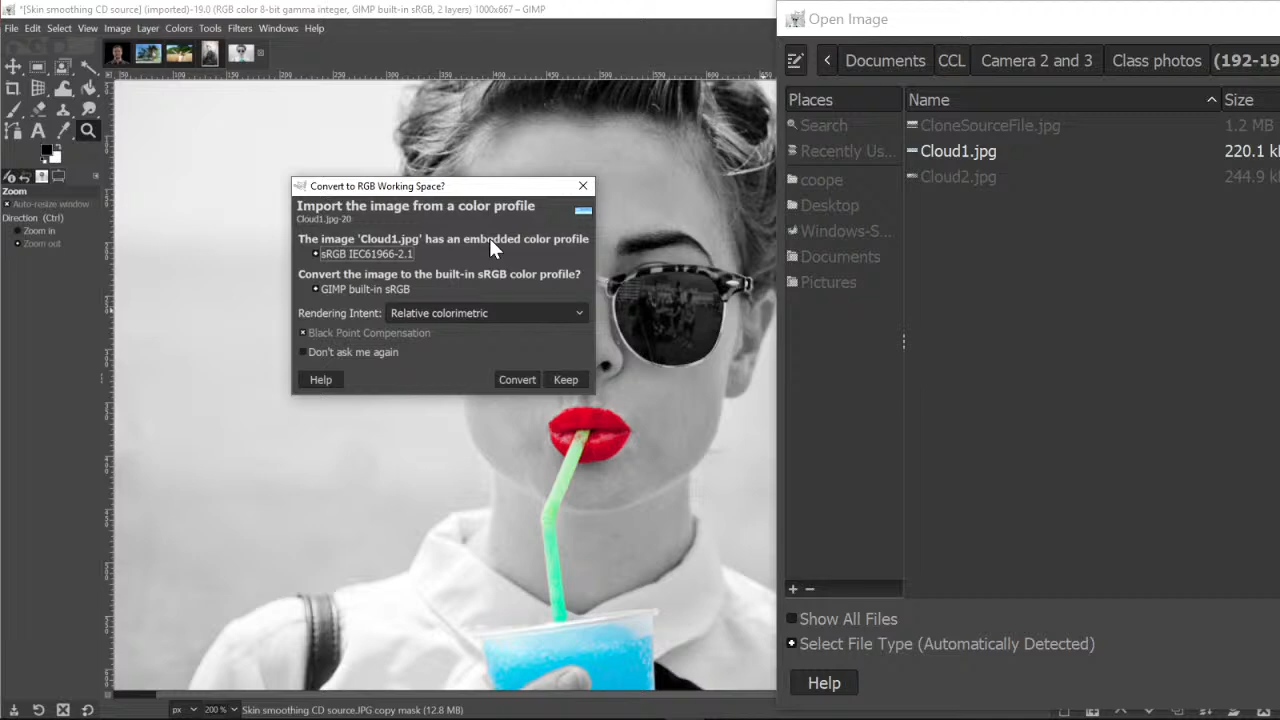 *[Skin smoothing CD source] (imported)-19.0 (RGB color 8-bit gamma integer, GIMP built-in sRGB, 2 layers) 1000x667 – GIMP
File Edit Select View Image Layer Colors Tools Filters Windows Help
Zoom
Auto-resize window
Direction (Ctrl)
Zoom in
Zoom out
Convert to RGB Working Space?
Import the image from a color profile
Cloud1.jpg-20
The image 'Cloud1.jpg' has an embedded color profile
sRGB IEC61966-2.1
Convert the image to the built-in sRGB color profile?
GIMP built-in sRGB
Rendering Intent: Relative colorimetric
Black Point Compensation
Don't ask me again
Help Convert Keep
px 200 % Skin smoothing CD source.JPG copy mask (12.8 MB)
Open Image
Documents CCL Camera 2 and 3 Class photos (192-19
Places Name Size
Search CloneSourceFile.jpg 1.2 MB
Recently Us... Cloud1.jpg 220.1 k
coope Cloud2.jpg 244.9 k
Desktop
Windows-S...
Documents
Pictures
Show All Files
Select File Type (Automatically Detected)
Help